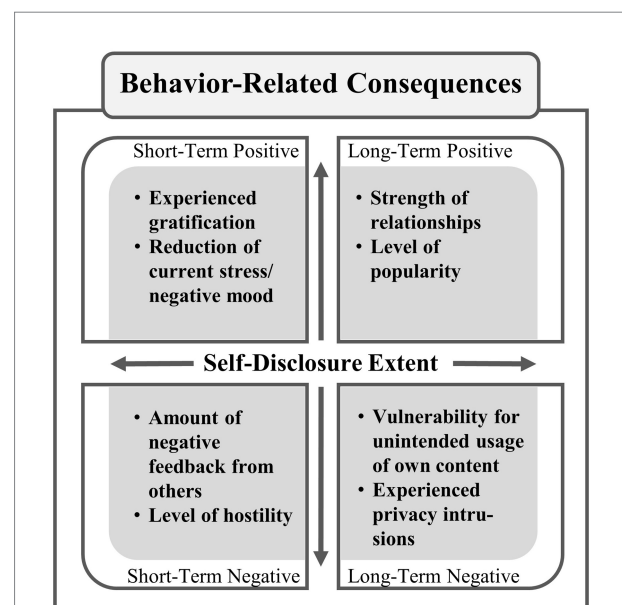 Behavior-Related Consequences
Short-Term Positive
• Experienced
gratification
• Reduction of
current stress/
negative mood
Long-Term Positive
• Strength of
relationships
• Level of
popularity
Self-Disclosure Extent
• Amount of
negative
feedback from
others
• Level of hostility
Short-Term Negative
• Vulnerability for
unintended usage
of own content
• Experienced
privacy intru-
sions
Long-Term Negative